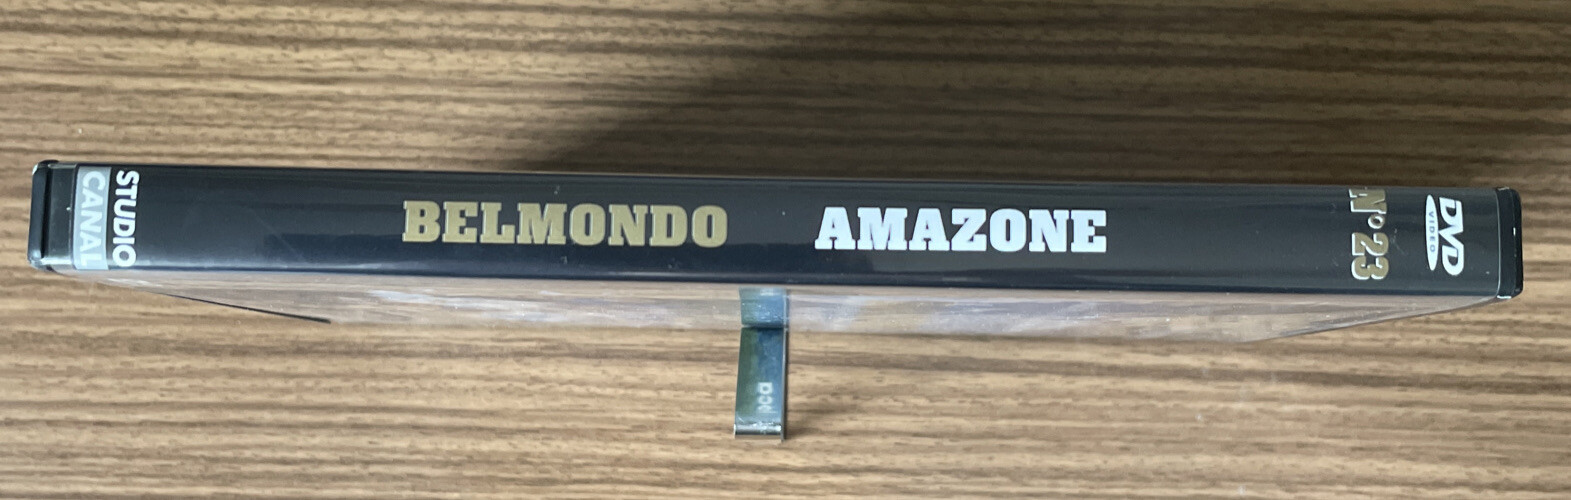 STUDIO
CANAL
BELMONDO AMAZONE
N° 23
DVD
VIDEO